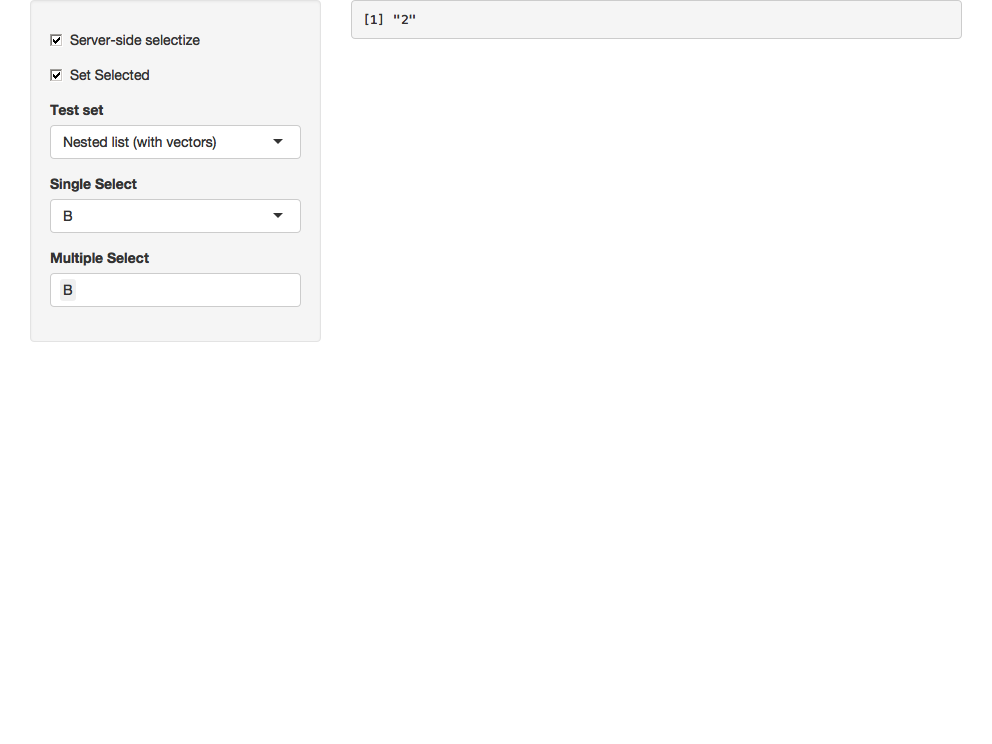 Server-side selectize
Set Selected
Test set
Nested list (with vectors)
Single Select
B
Multiple Select
B
[1] "2"